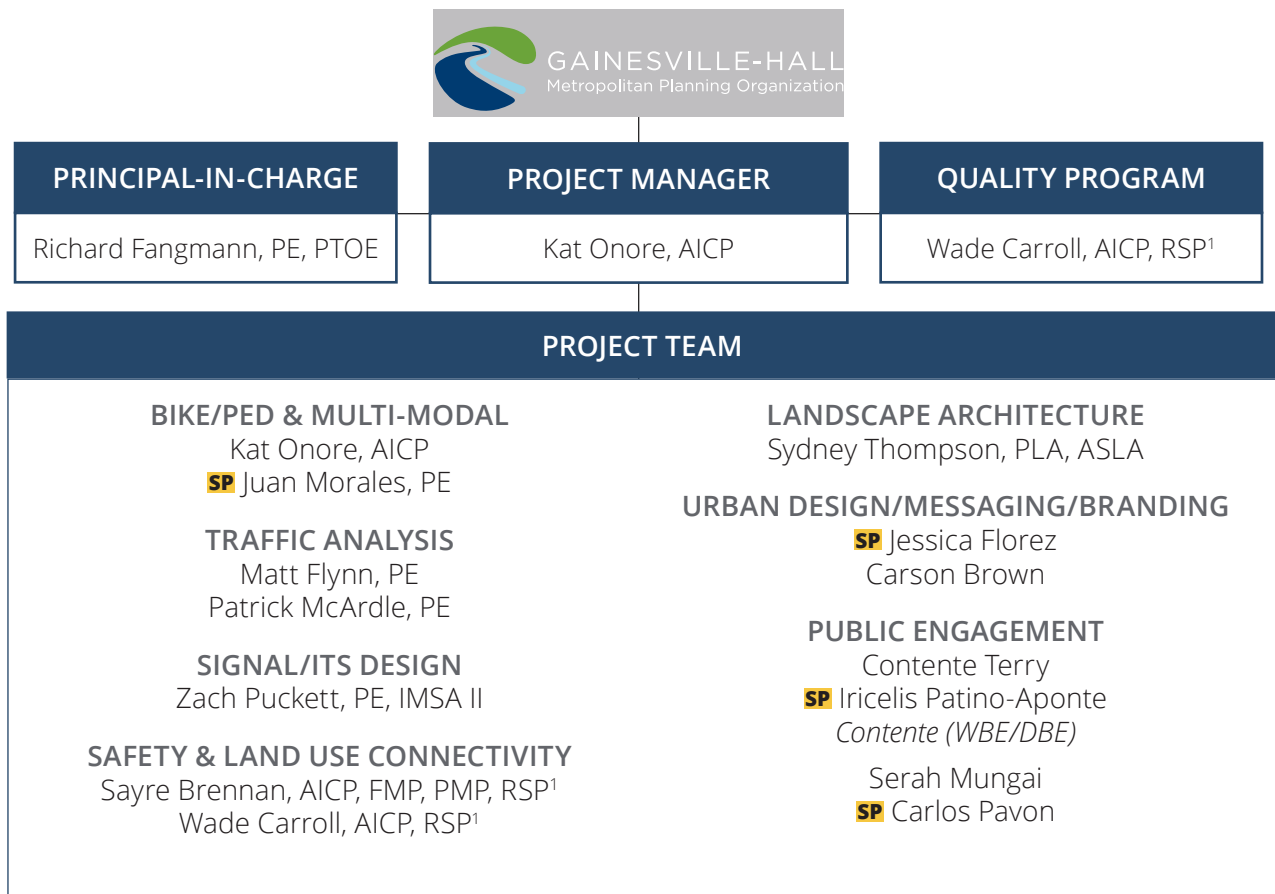 GAINESVILLE-HALL
Metropolitan Planning Organization
PRINCIPAL-IN-CHARGE
Richard Fangmann, PE, PTOE
PROJECT MANAGER
Kat Onore, AICP
QUALITY PROGRAM
Wade Carroll, AICP, RSP¹
PROJECT TEAM
BIKE/PED & MULTI-MODAL
Kat Onore, AICP
SP Juan Morales, PE
TRAFFIC ANALYSIS
Matt Flynn, PE
Patrick McArdle, PE
SIGNAL/ITS DESIGN
Zach Puckett, PE, IMSA II
SAFETY & LAND USE CONNECTIVITY
Sayre Brennan, AICP, FMP, PMP, RSP¹
Wade Carroll, AICP, RSP¹
LANDSCAPE ARCHITECTURE
Sydney Thompson, PLA, ASLA
URBAN DESIGN/MESSAGING/BRANDING
SP Jessica Florez
Carson Brown
PUBLIC ENGAGEMENT
Contente Terry
SP Iricelis Patino-Aponte
Contente (WBE/DBE)
Serah Mungai
SP Carlos Pavon